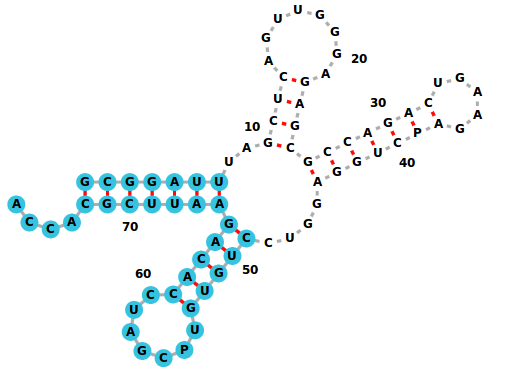 G C G G A U U
U A
10
G C U C
A G U U G G G A
20
G A G C
G
C C A G A
30
C U G A A G A
P C U G G
40
A G G U C
C U G U G
50
U P C G A U C
60
C A C A G
A A U U C G C
70
A C C A